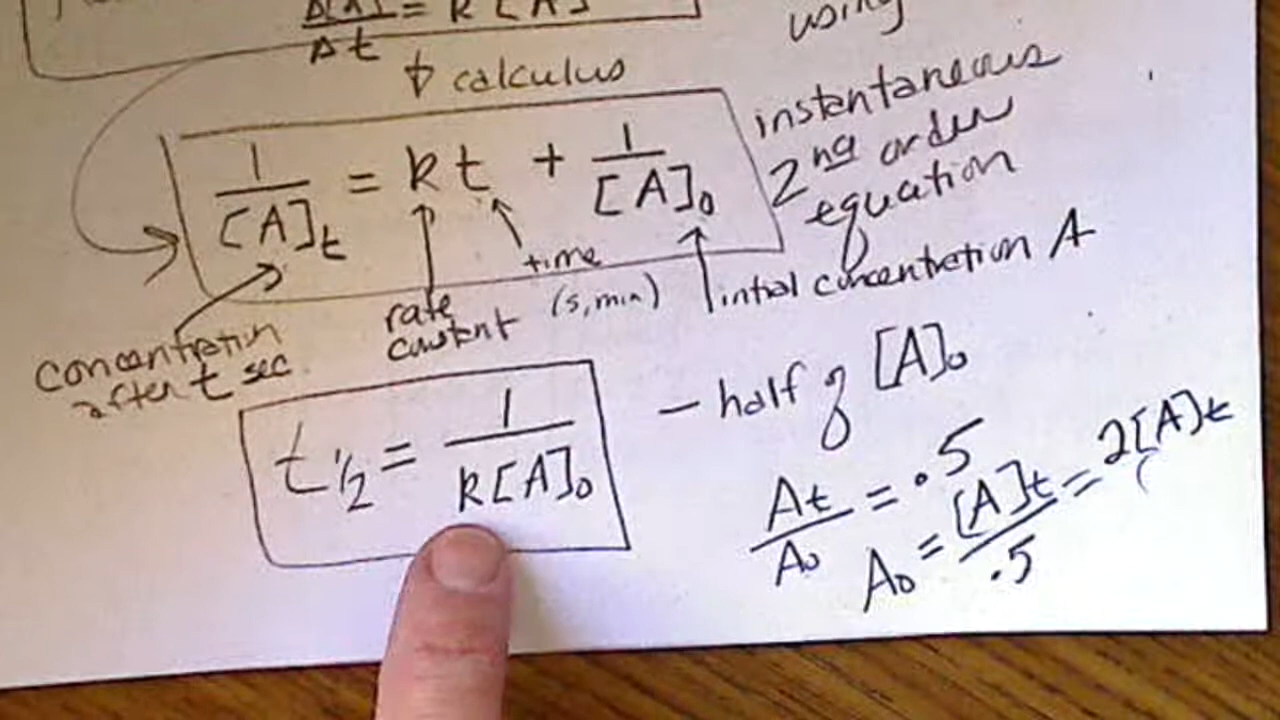 Δt
using
calculus
instantaneous
2nd order
equation
1/[A]t = kt + 1/[A]0
time
(s, min)
rate
constant
initial concentration A
concentration
after t sec
t1/2 = 1/k[A]0
- half of [A]0
At/A0 = .5
A0 = [A]t/.5 = 2[A]t